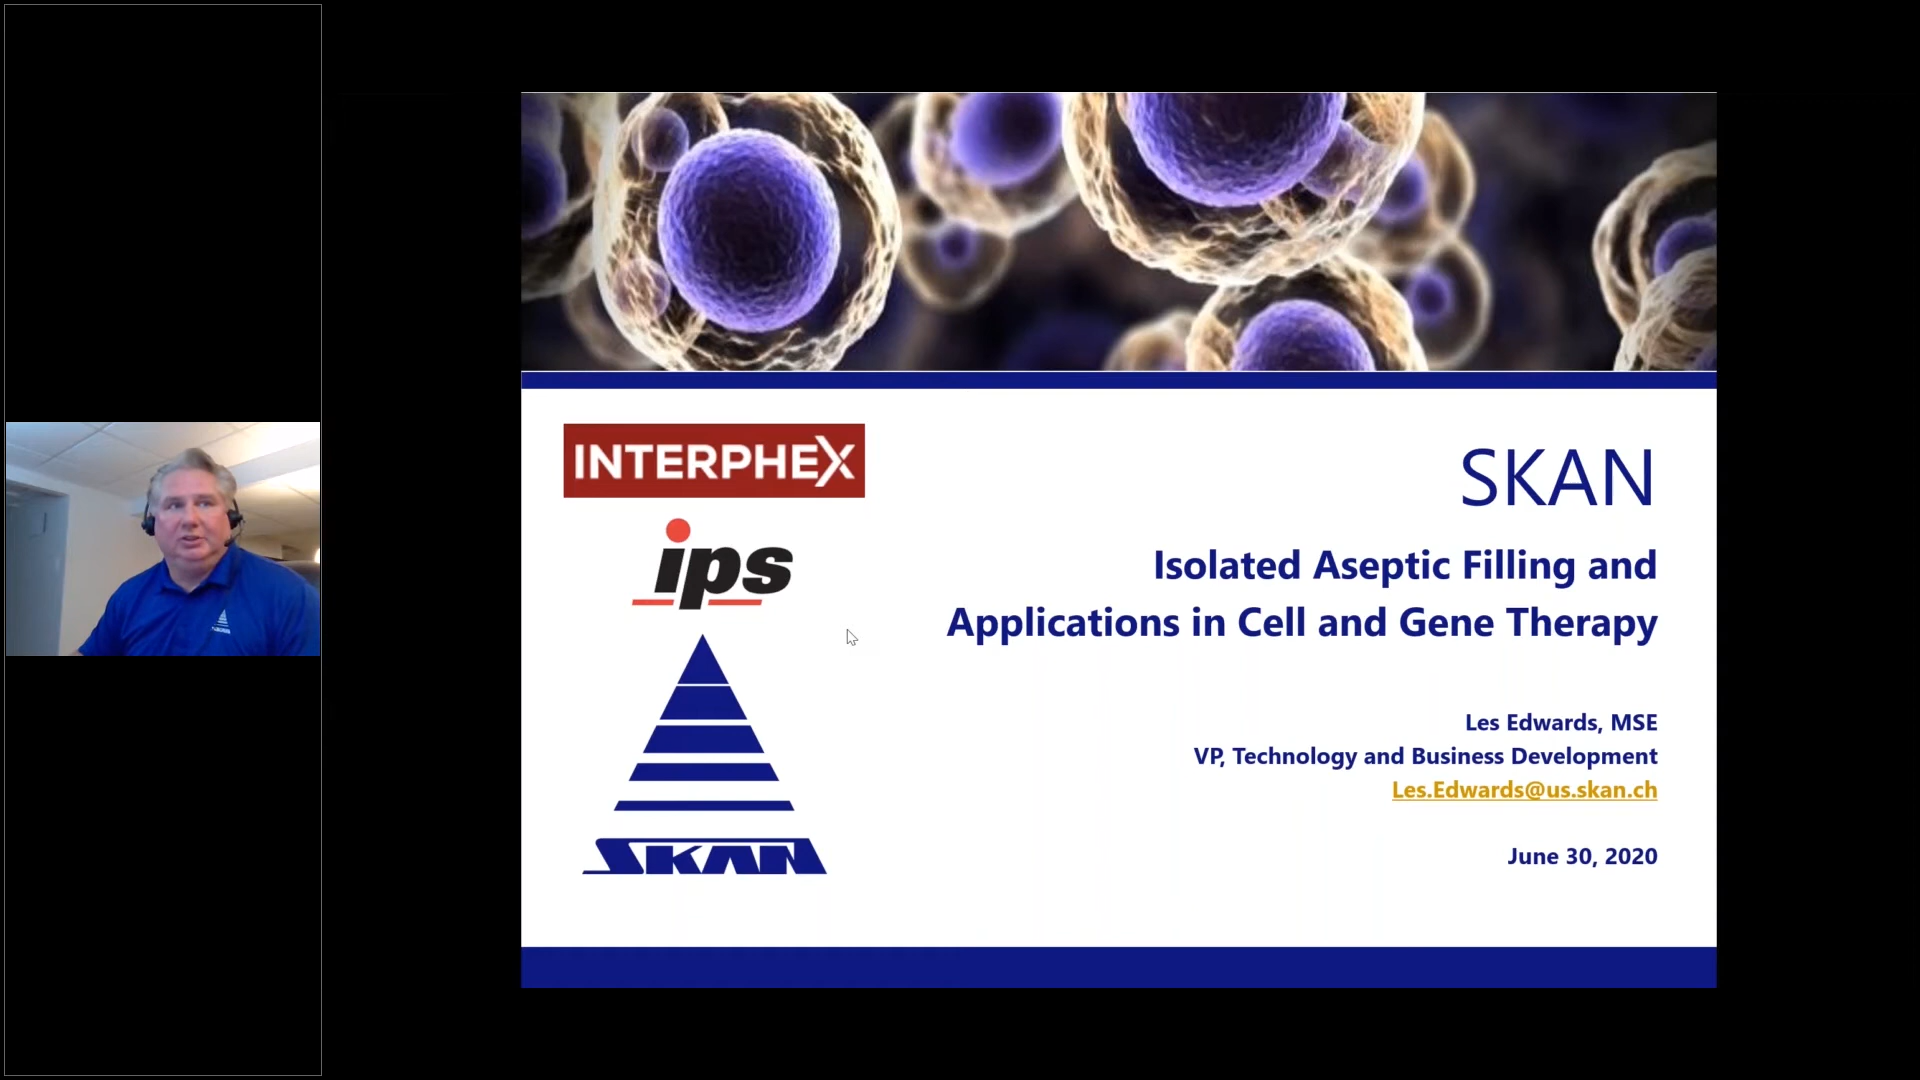 INTERPHEX
ips
SKAN
SKAN
Isolated Aseptic Filling and
Applications in Cell and Gene Therapy
Les Edwards, MSE
VP, Technology and Business Development
Les.Edwards@us.skan.ch
June 30, 2020